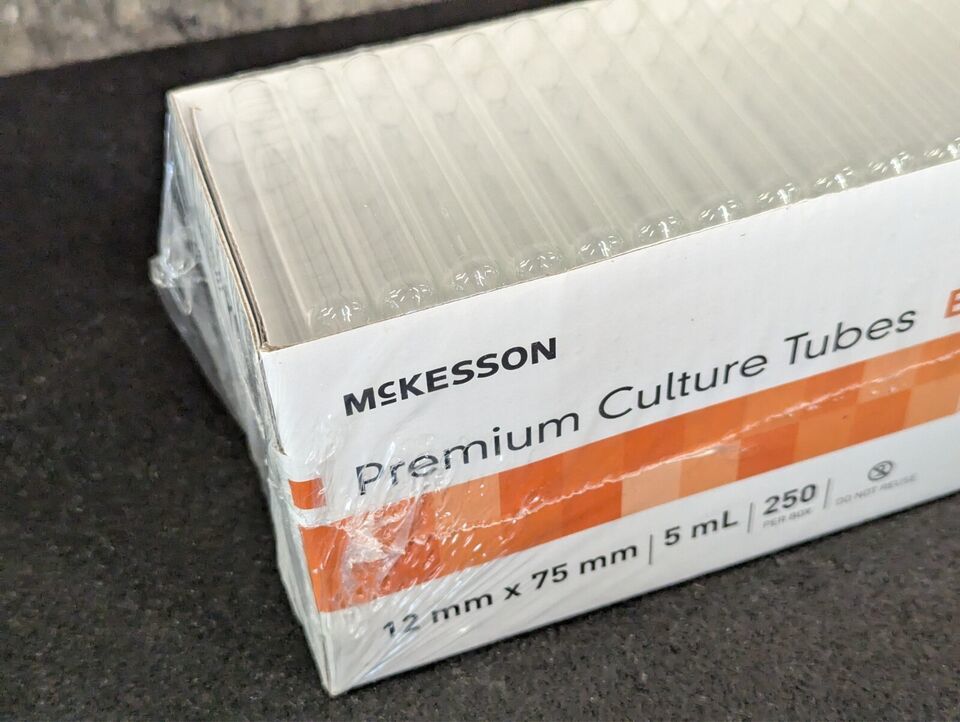 McKESSON
Premium Culture Tubes
12 mm x 75 mm | 5 mL | 250 PER BOX | DO NOT REUSE